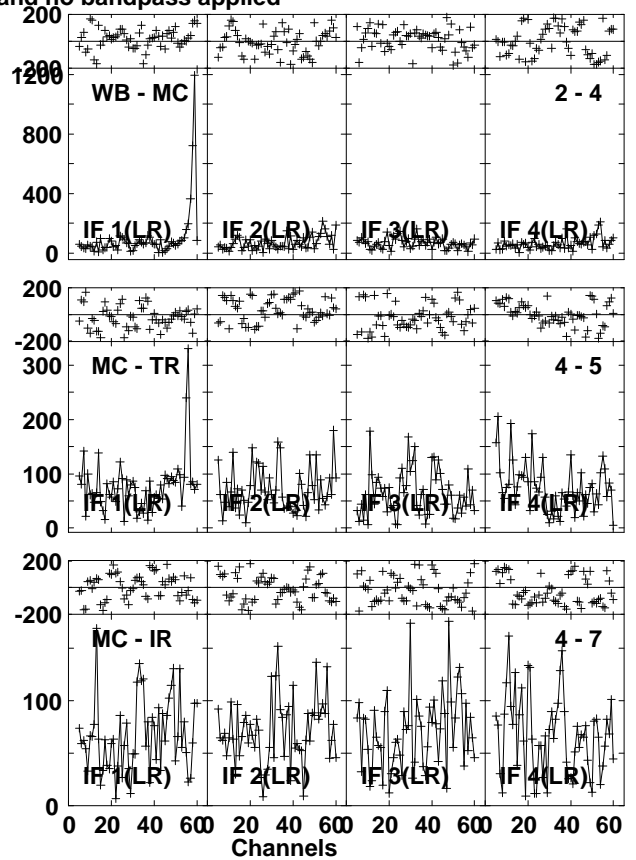 and no bandpass applied
200
200
1200
WB - MC 2 - 4
800
400
IF 1(LR) IF 2(LR) IF 3(LR) IF 4(LR)
0
200
-200
300
MC - TR 4 - 5
200
100
IF 1(LR) IF 2(LR) IF 3(LR) IF 4(LR)
0
200
-200
MC - IR 4 - 7
100
IF 1(LR) IF 2(LR) IF 3(LR) IF 4(LR)
0
0 20 40 60 0 20 40 60 0 20 40 60 0 20 40 60
Channels